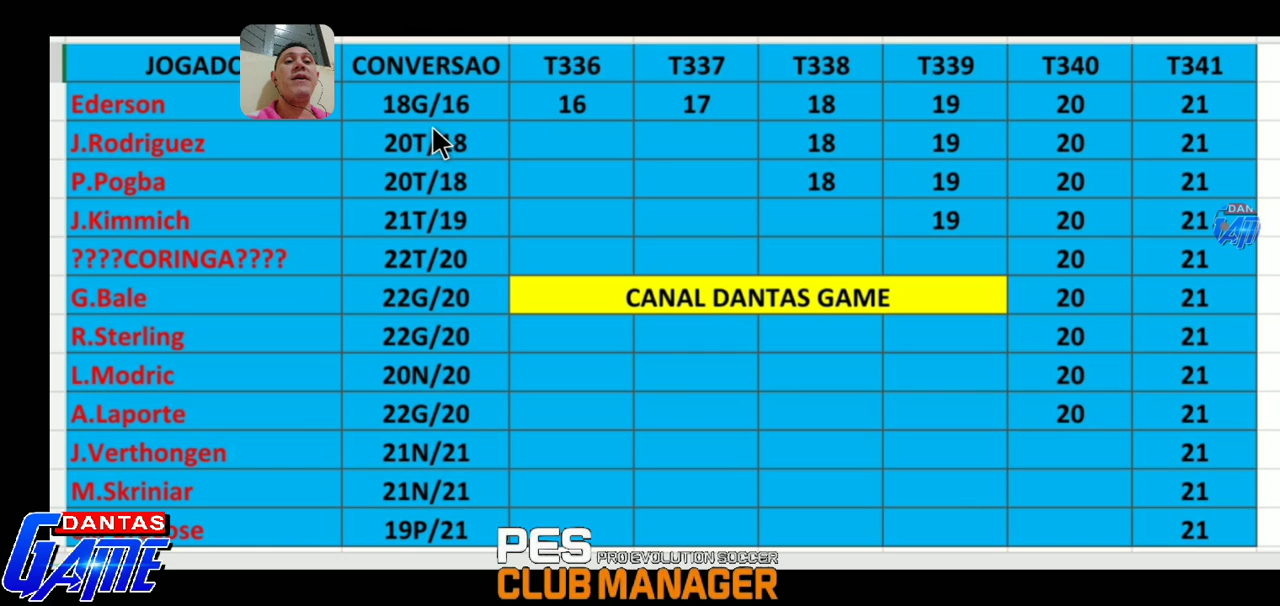 JOGADO CONVERSAO T336 T337 T338 T339 T340 T341
Ederson 18G/16 16 17 18 19 20 21
J.Rodriguez 20T/18 18 19 20 21
P.Pogba 20T/18 18 19 20 21
J.Kimmich 21T/19 19 20 21
????CORINGA???? 22T/20 20 21
G.Bale 22G/20 CANAL DANTAS GAME 20 21
R.Sterling 22G/20 20 21
L.Modric 20N/20 20 21
A.Laporte 22G/20 20 21
J.Verthongen 21N/21 21
M.Skriniar 21N/21 21
19P/21 21
DAN
GAM
DANTAS
GAME
PES PRO EVOLUTION SOCCER
CLUB MANAGER